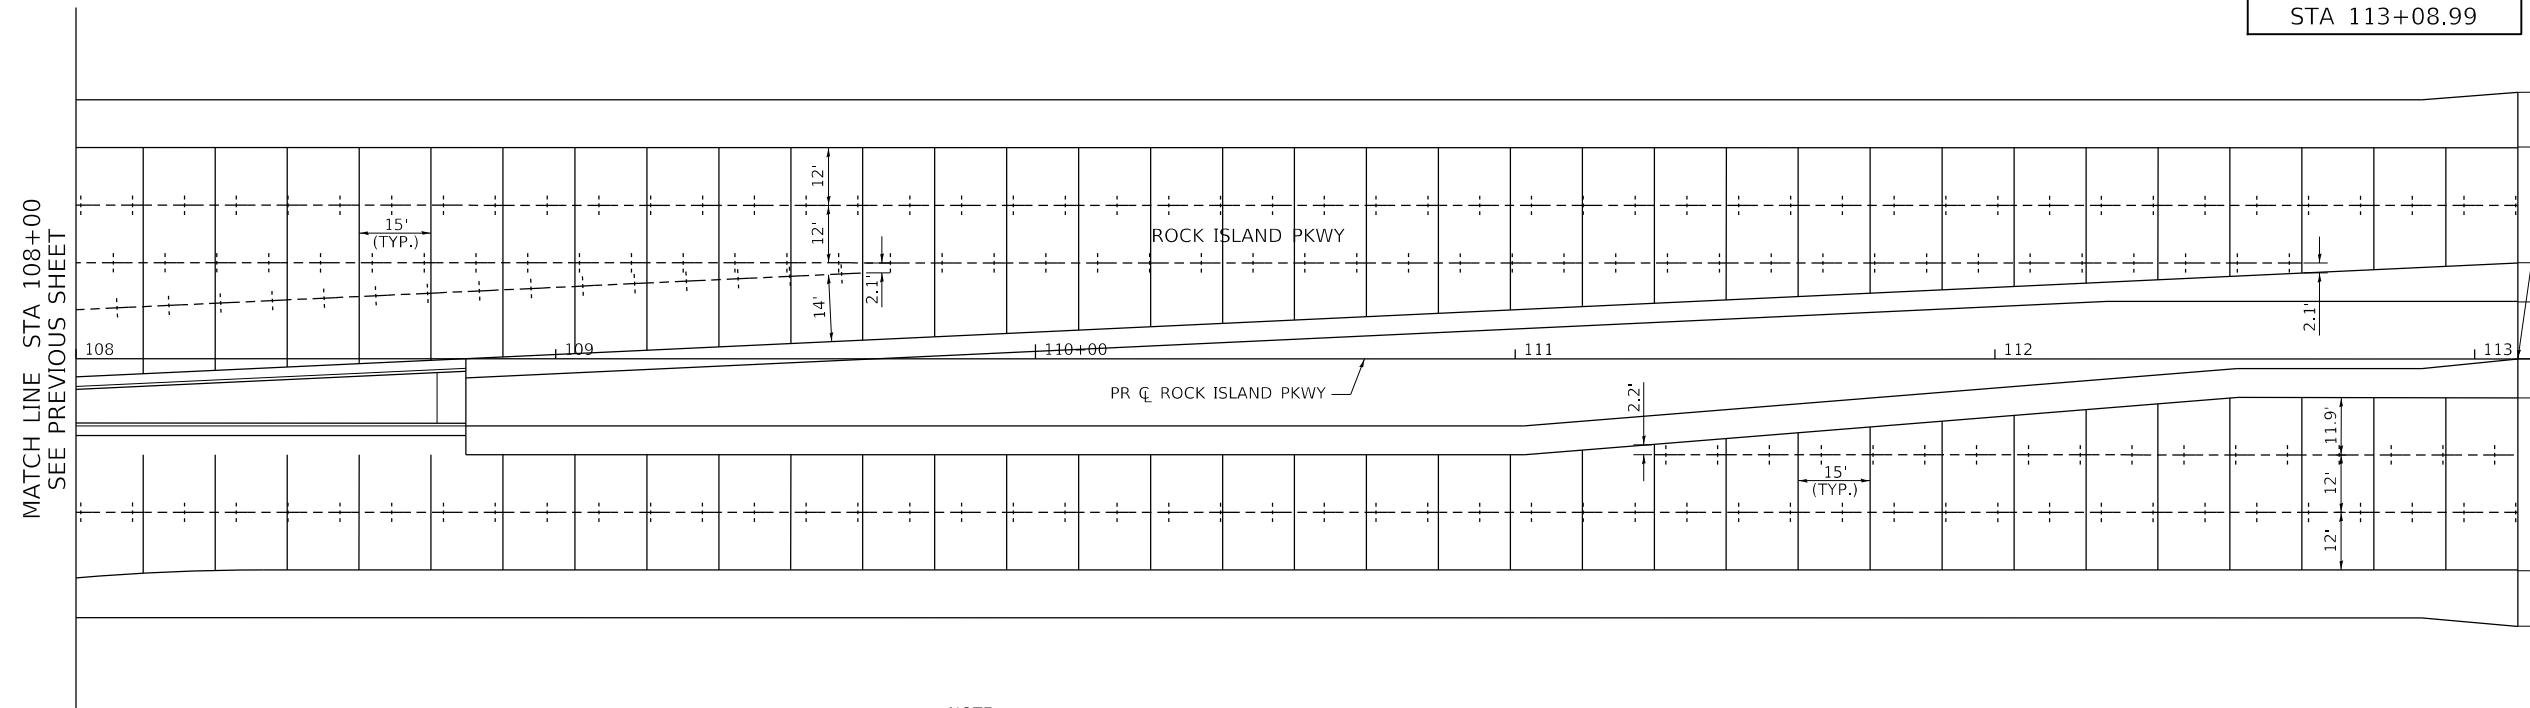 STA 113+08.99
MATCH LINE STA 108+00
SEE PREVIOUS SHEET
12'
15'
(TYP.)
12'
ROCK ISLAND PKWY
2.1'
14'
2.1'
108
109
110+00
111
112
113
PR ℄ ROCK ISLAND PKWY
2.2'
11.9'
15'
(TYP.)
12'
12'